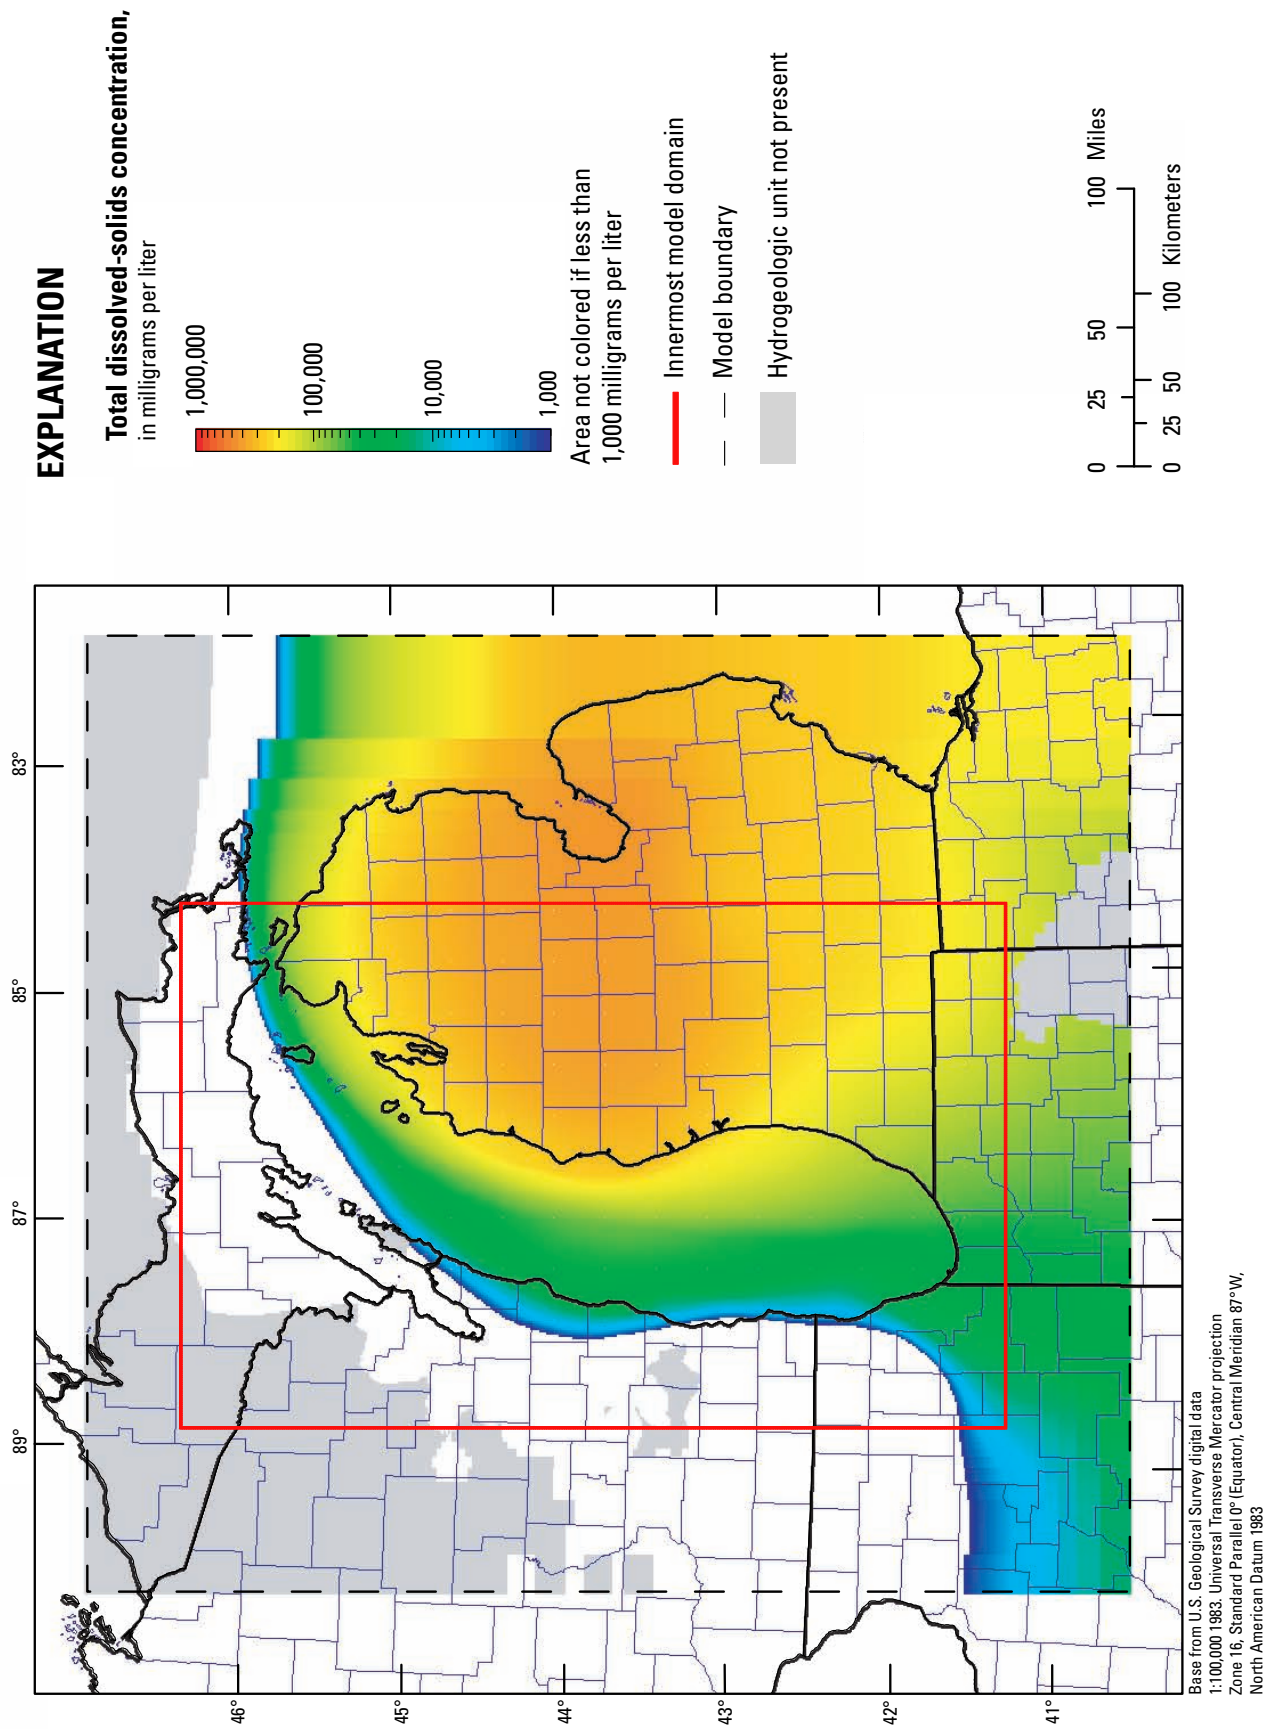 EXPLANATION
Total dissolved-solids concentration,
in milligrams per liter
1,000,000
100,000
10,000
1,000
Area not colored if less than
1,000 milligrams per liter
Innermost model domain
Model boundary
Hydrogeologic unit not present
0 25 50 100 Miles
0 25 50 100 Kilometers
89° 87° 85° 83°
46°
45°
44°
43°
42°
41°
Base from U.S. Geological Survey digital data
1:100,000 1983. Universal Transverse Mercator projection
Zone 16, Standard Parallel 0° (Equator), Central Meridian 87° W,
North American Datum 1983